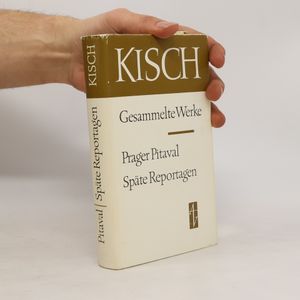 KISCH
Gesammelte Werke
Prager Pitaval
Späte Reportagen
KISCH
Pitaval | Späte Reportagen